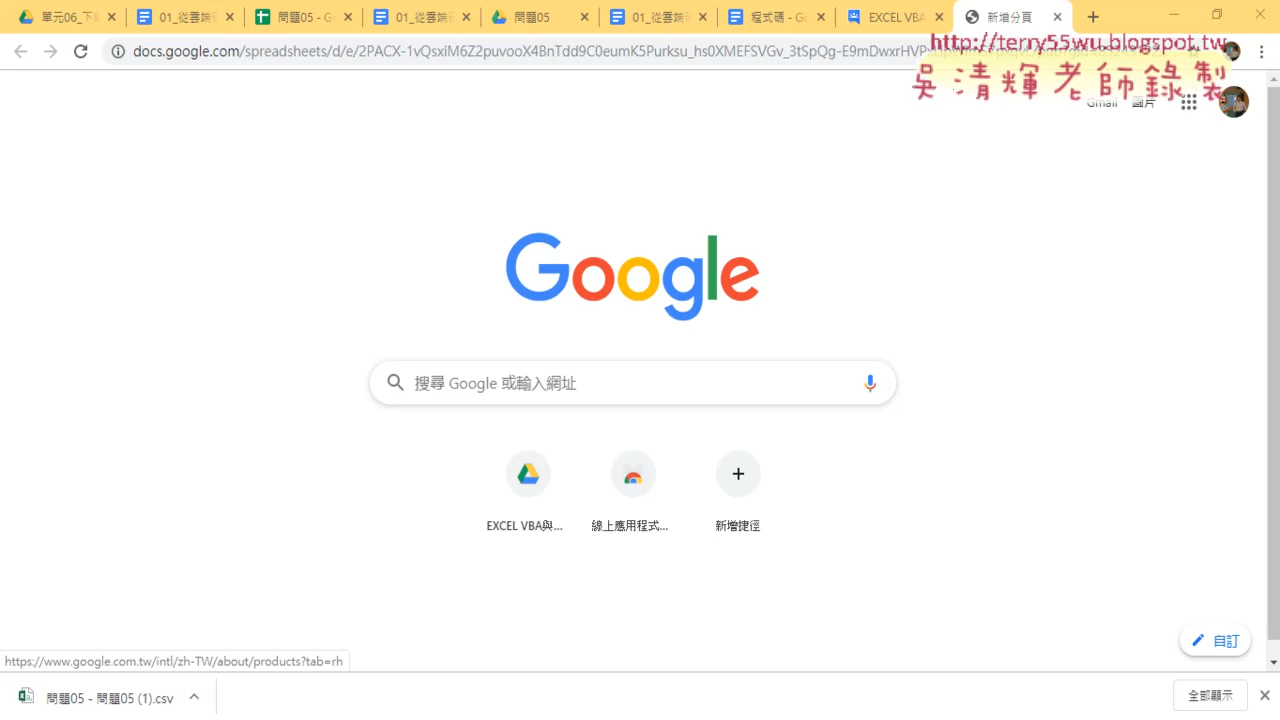 單元06_下
01_從雲端
問題05 - G
01_從雲端
問題05
01_從雲端
程式碼 - Go
EXCEL VBA
新增分頁
docs.google.com/spreadsheets/d/e/2PACX-1vQsxiM6Z2puvooX4BnTdd9C0eumK5Purksu_hs0XMEFSVGv_3tSpQg-E9mDwxrHVP
http://terry55wu.blogspot.tw
吳清輝老師錄製
Gmail 圖片
Google
搜尋 Google 或輸入網址
EXCEL VBA與...
線上應用程式...
新增捷徑
自訂
https://www.google.com.tw/intl/zh-TW/about/products?tab=rh
問題05 - 問題05 (1).csv
全部顯示